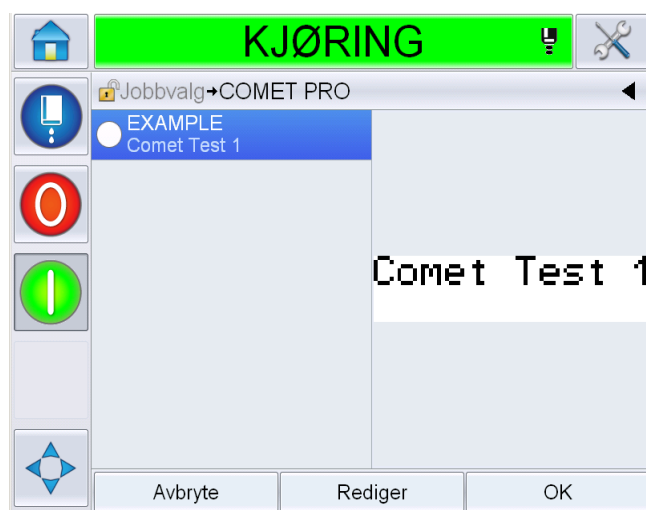 KJØRING
Jobbvalg→COMET PRO
EXAMPLE
Comet Test 1
Comet Test 1
Avbryte
Rediger
OK